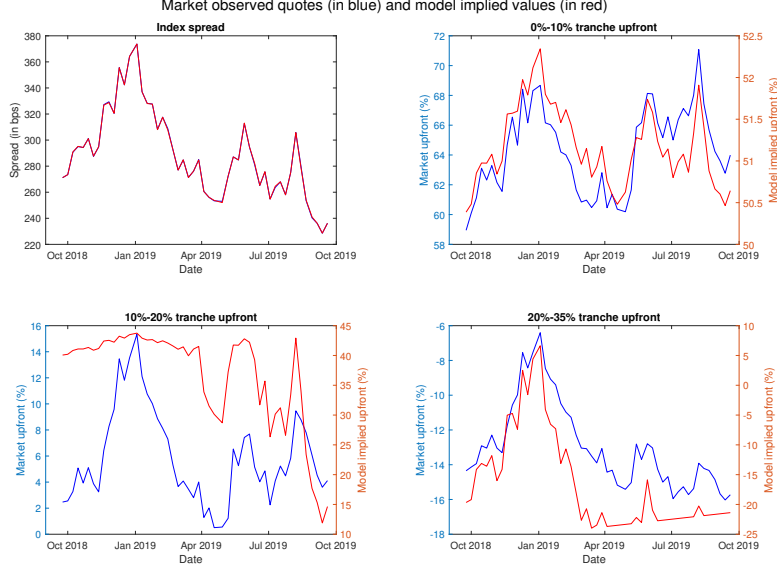 Market observed quotes (in blue) and model implied values (in red)
Index spread
380
360
340
320
300
280
260
240
220
Spread (in bps)
Oct 2018
Jan 2019
Apr 2019
Jul 2019
Oct 2019
Date
0%-10% tranche upfront
72
70
68
66
64
62
60
58
Market upfront (%)
52.5
52
51.5
51
50.5
50
Model implied upfront (%)
Oct 2018
Jan 2019
Apr 2019
Jul 2019
Oct 2019
Date
10%-20% tranche upfront
16
14
12
10
8
6
4
2
0
Market upfront (%)
45
40
35
30
25
20
15
10
Model implied upfront (%)
Oct 2018
Jan 2019
Apr 2019
Jul 2019
Oct 2019
Date
20%-35% tranche upfront
-6
-8
-10
-12
-14
-16
-18
Market upfront (%)
10
5
0
-5
-10
-15
-20
-25
Model implied upfront (%)
Oct 2018
Jan 2019
Apr 2019
Jul 2019
Oct 2019
Date